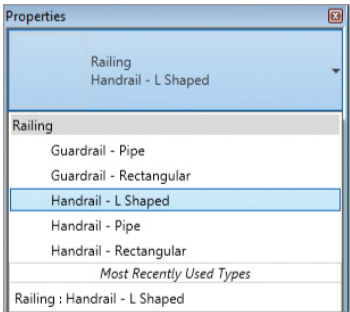 Properties
Railing
Handrail - L Shaped
Railing
Guardrail - Pipe
Guardrail - Rectangular
Handrail - L Shaped
Handrail - Pipe
Handrail - Rectangular
Most Recently Used Types
Railing : Handrail - L Shaped